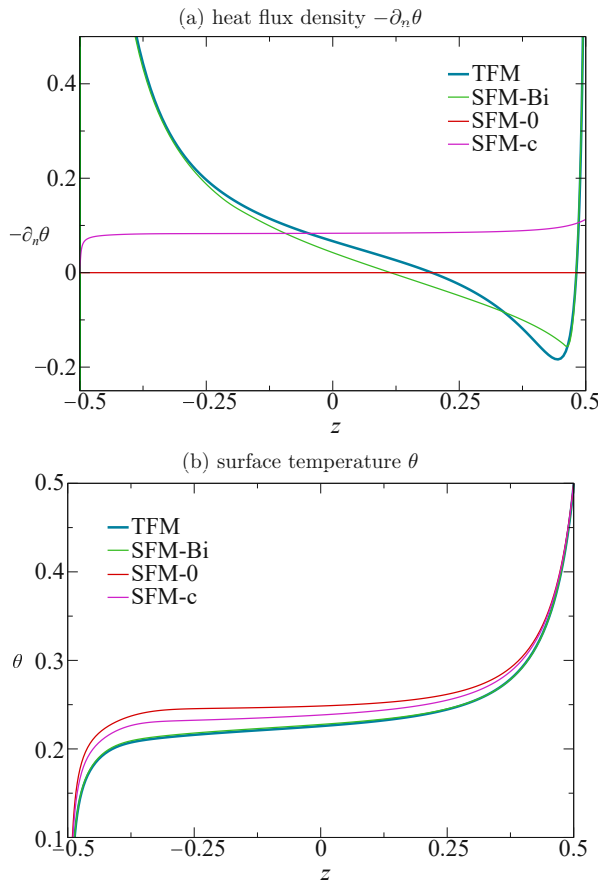 (a) heat flux density −∂ₙθ
0.4
0.2
−∂ₙθ
0
−0.2
TFM
SFM-Bi
SFM-0
SFM-c
−0.5
−0.25
0
0.25
0.5
z
(b) surface temperature θ
0.5
0.4
0.3
θ
0.2
0.1
TFM
SFM-Bi
SFM-0
SFM-c
−0.5
−0.25
0
0.25
0.5
z